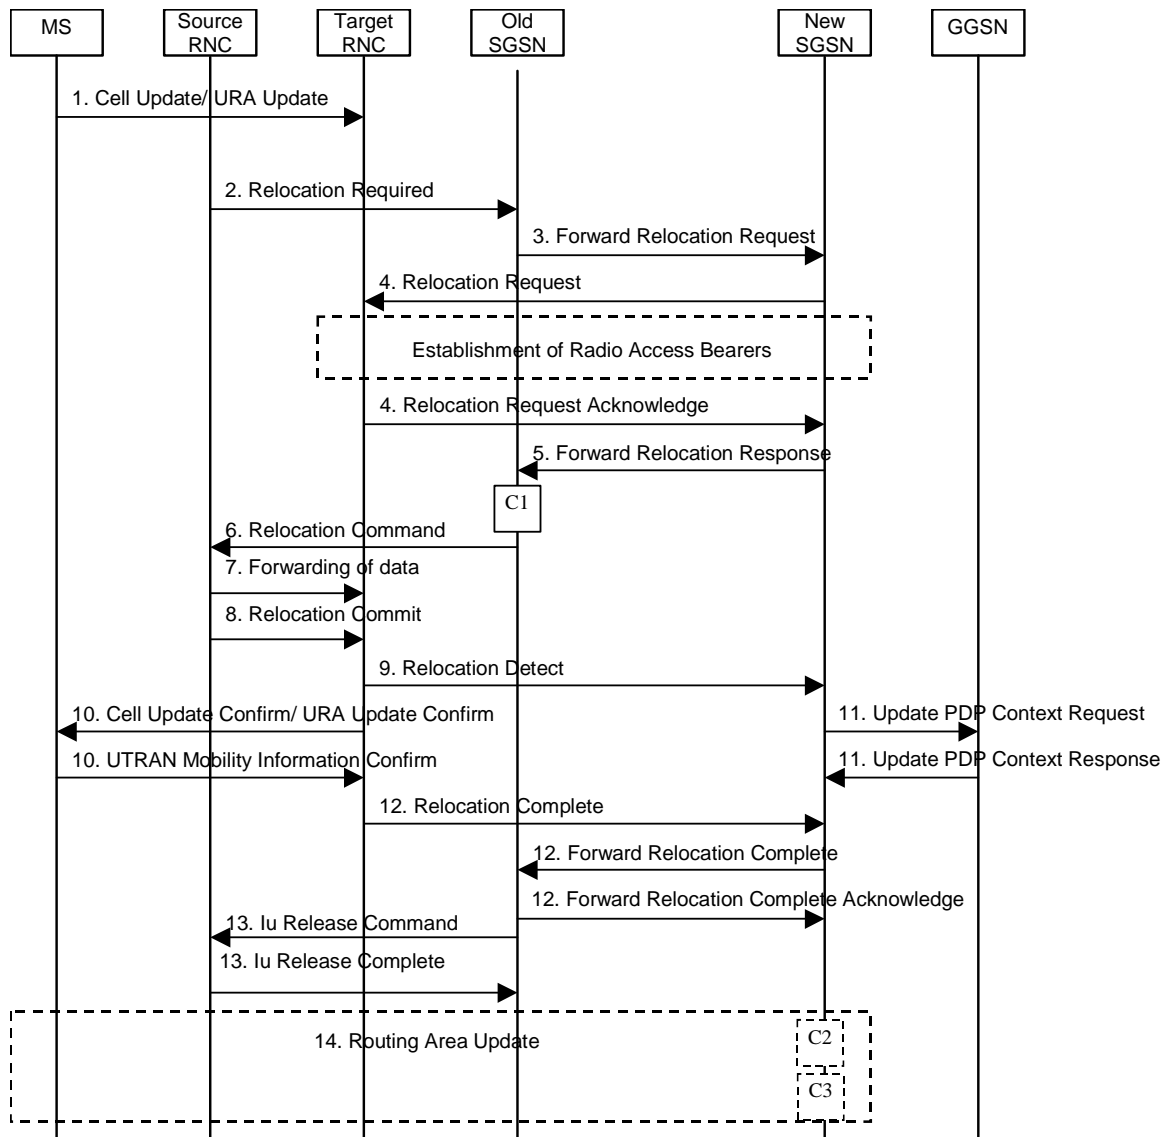 MS
Source
RNC
Target
RNC
Old
SGSN
New
SGSN
GGSN
1. Cell Update/ URA Update
2. Relocation Required
3. Forward Relocation Request
4. Relocation Request
Establishment of Radio Access Bearers
4. Relocation Request Acknowledge
5. Forward Relocation Response
C1
6. Relocation Command
7. Forwarding of data
8. Relocation Commit
9. Relocation Detect
10. Cell Update Confirm/ URA Update Confirm
11. Update PDP Context Request
10. UTRAN Mobility Information Confirm
11. Update PDP Context Response
12. Relocation Complete
12. Forward Relocation Complete
12. Forward Relocation Complete Acknowledge
13. Iu Release Command
13. Iu Release Complete
14. Routing Area Update
C2
C3